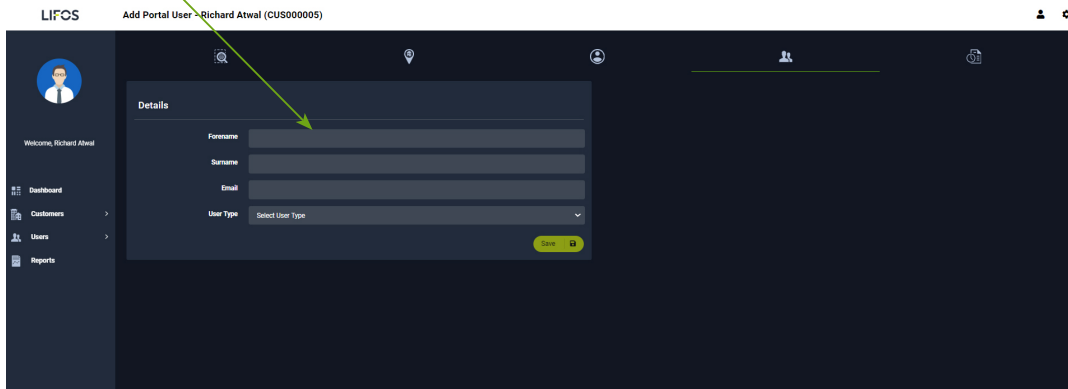 LIFOS
Add Portal User - Richard Atwal (CUS000005)
Welcome, Richard Atwal
Dashboard
Customers
Users
Reports
Details
Forename
Surname
Email
User Type
Select User Type
Save